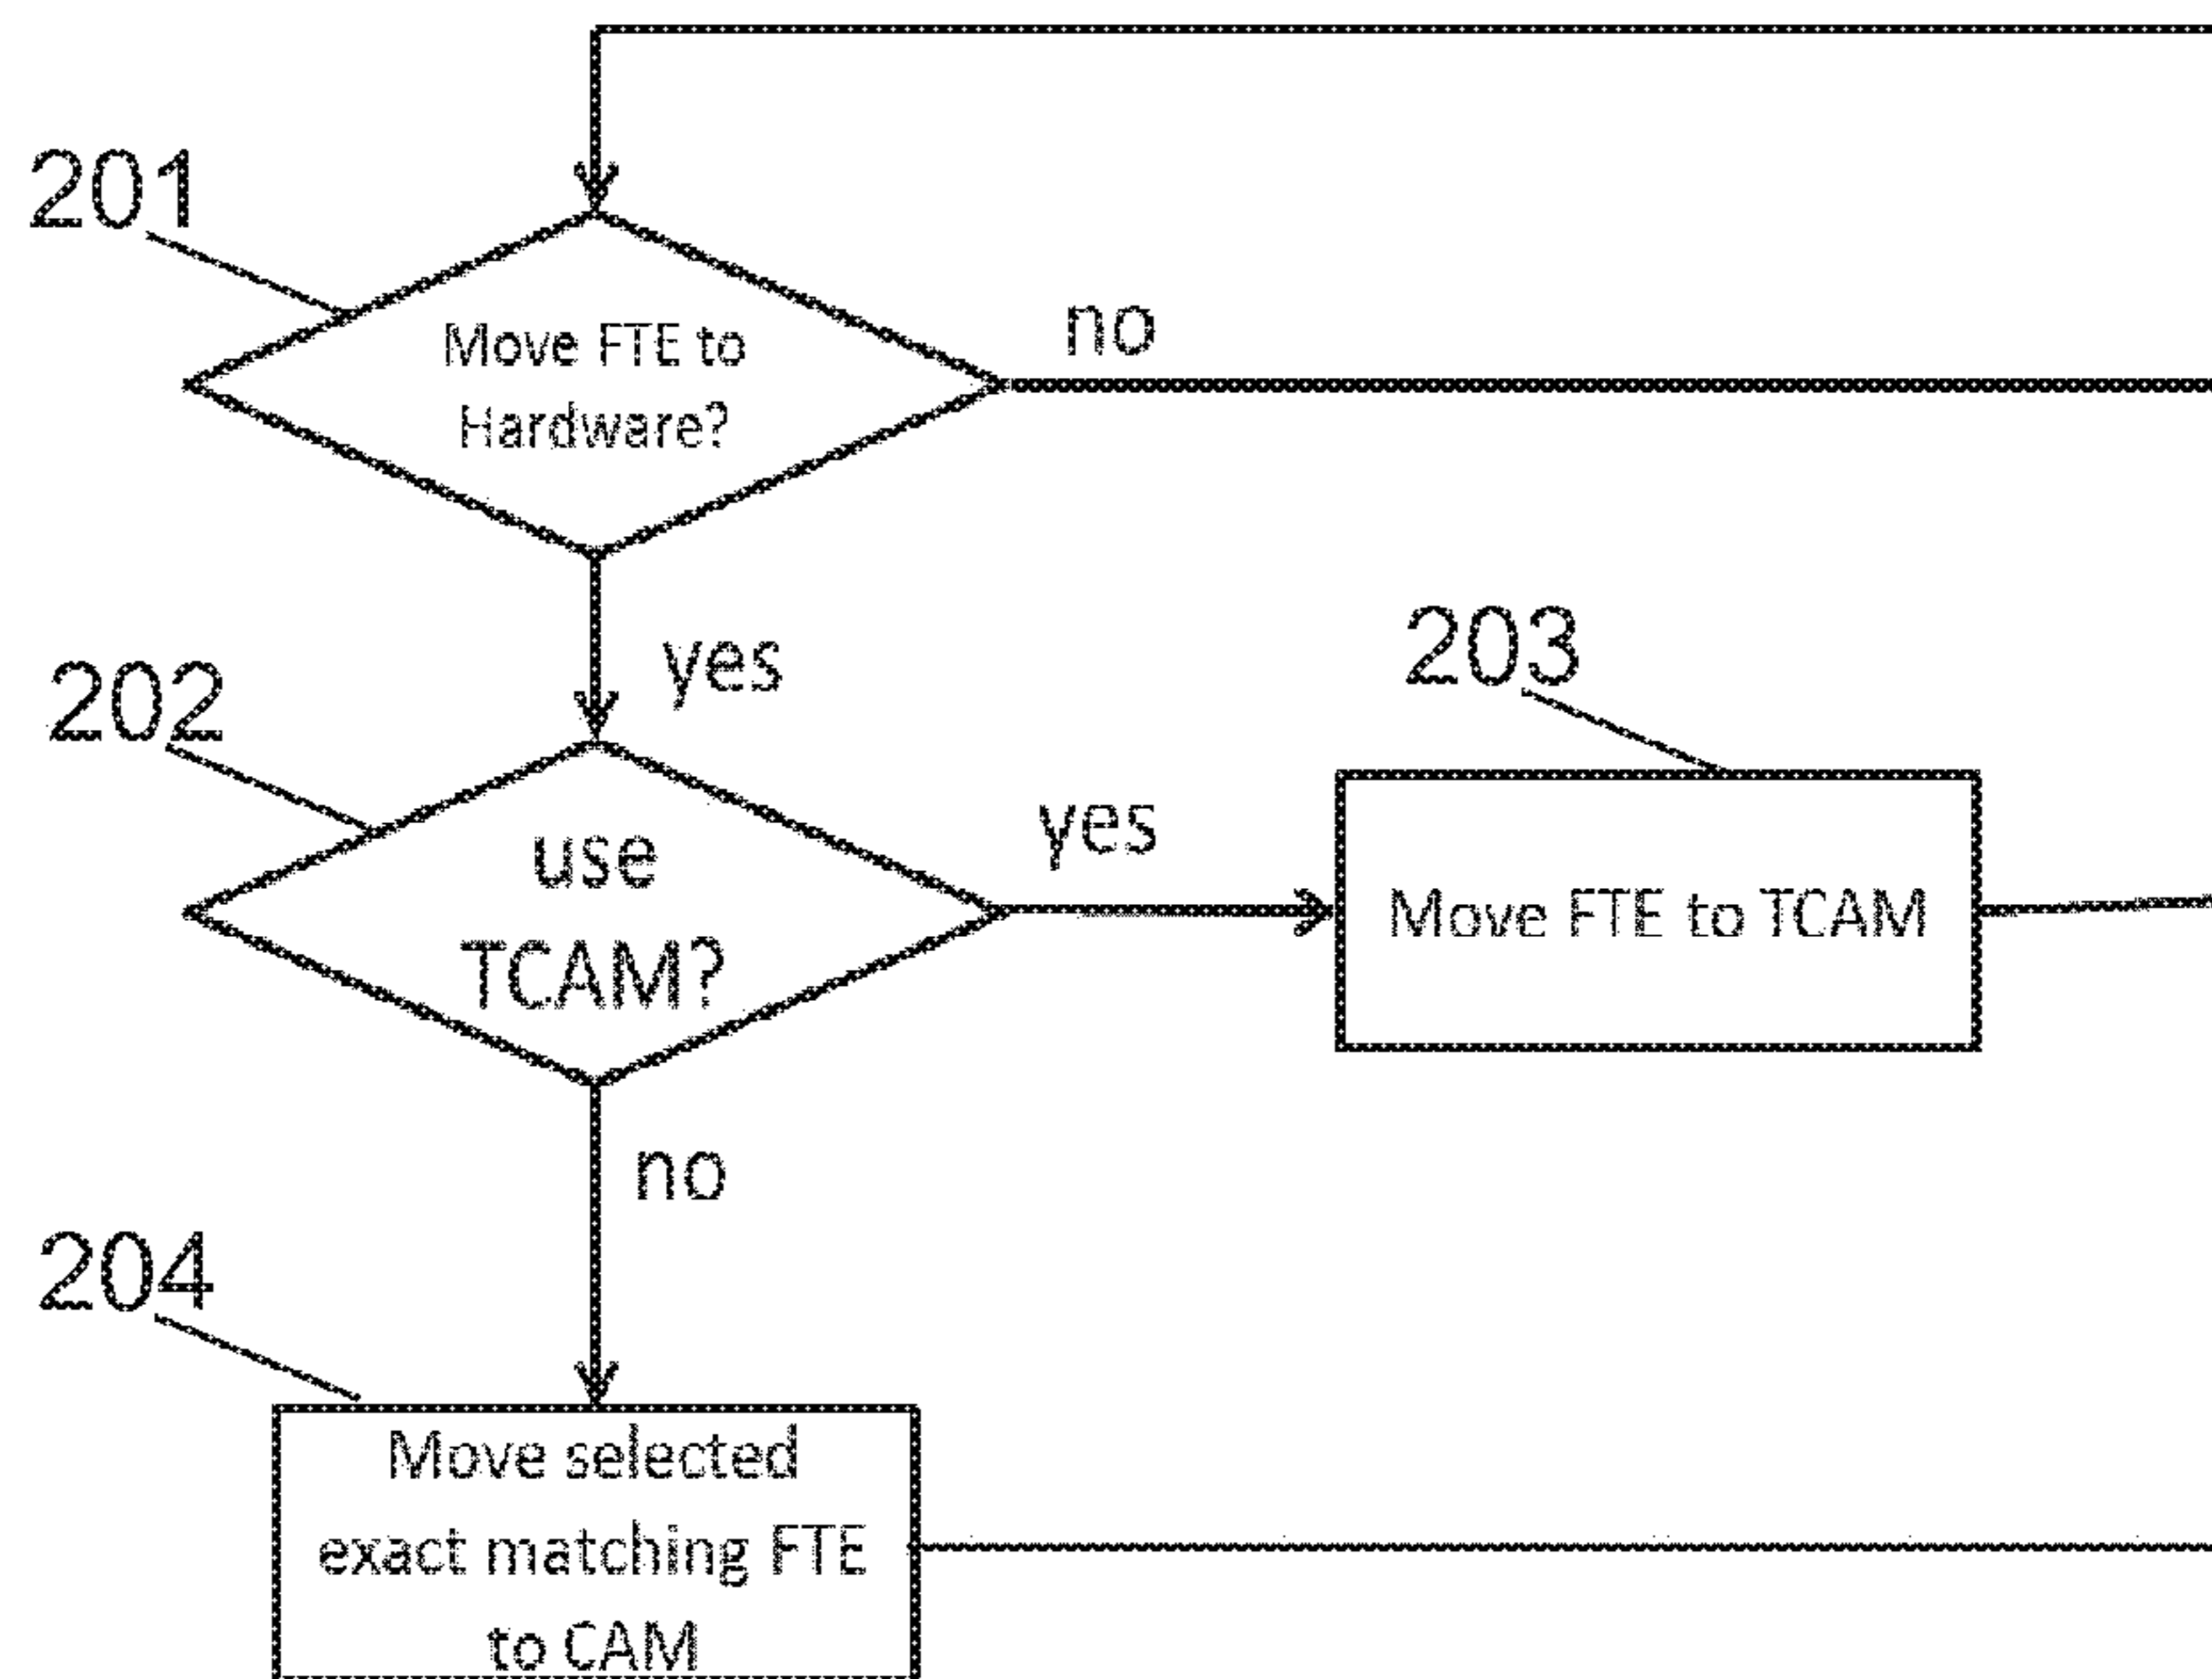 201
Move FTE to
Hardware?
no
yes
202
use
TCAM?
yes
203
Move FTE to TCAM
no
204
Move selected
exact matching FTE
to CAM